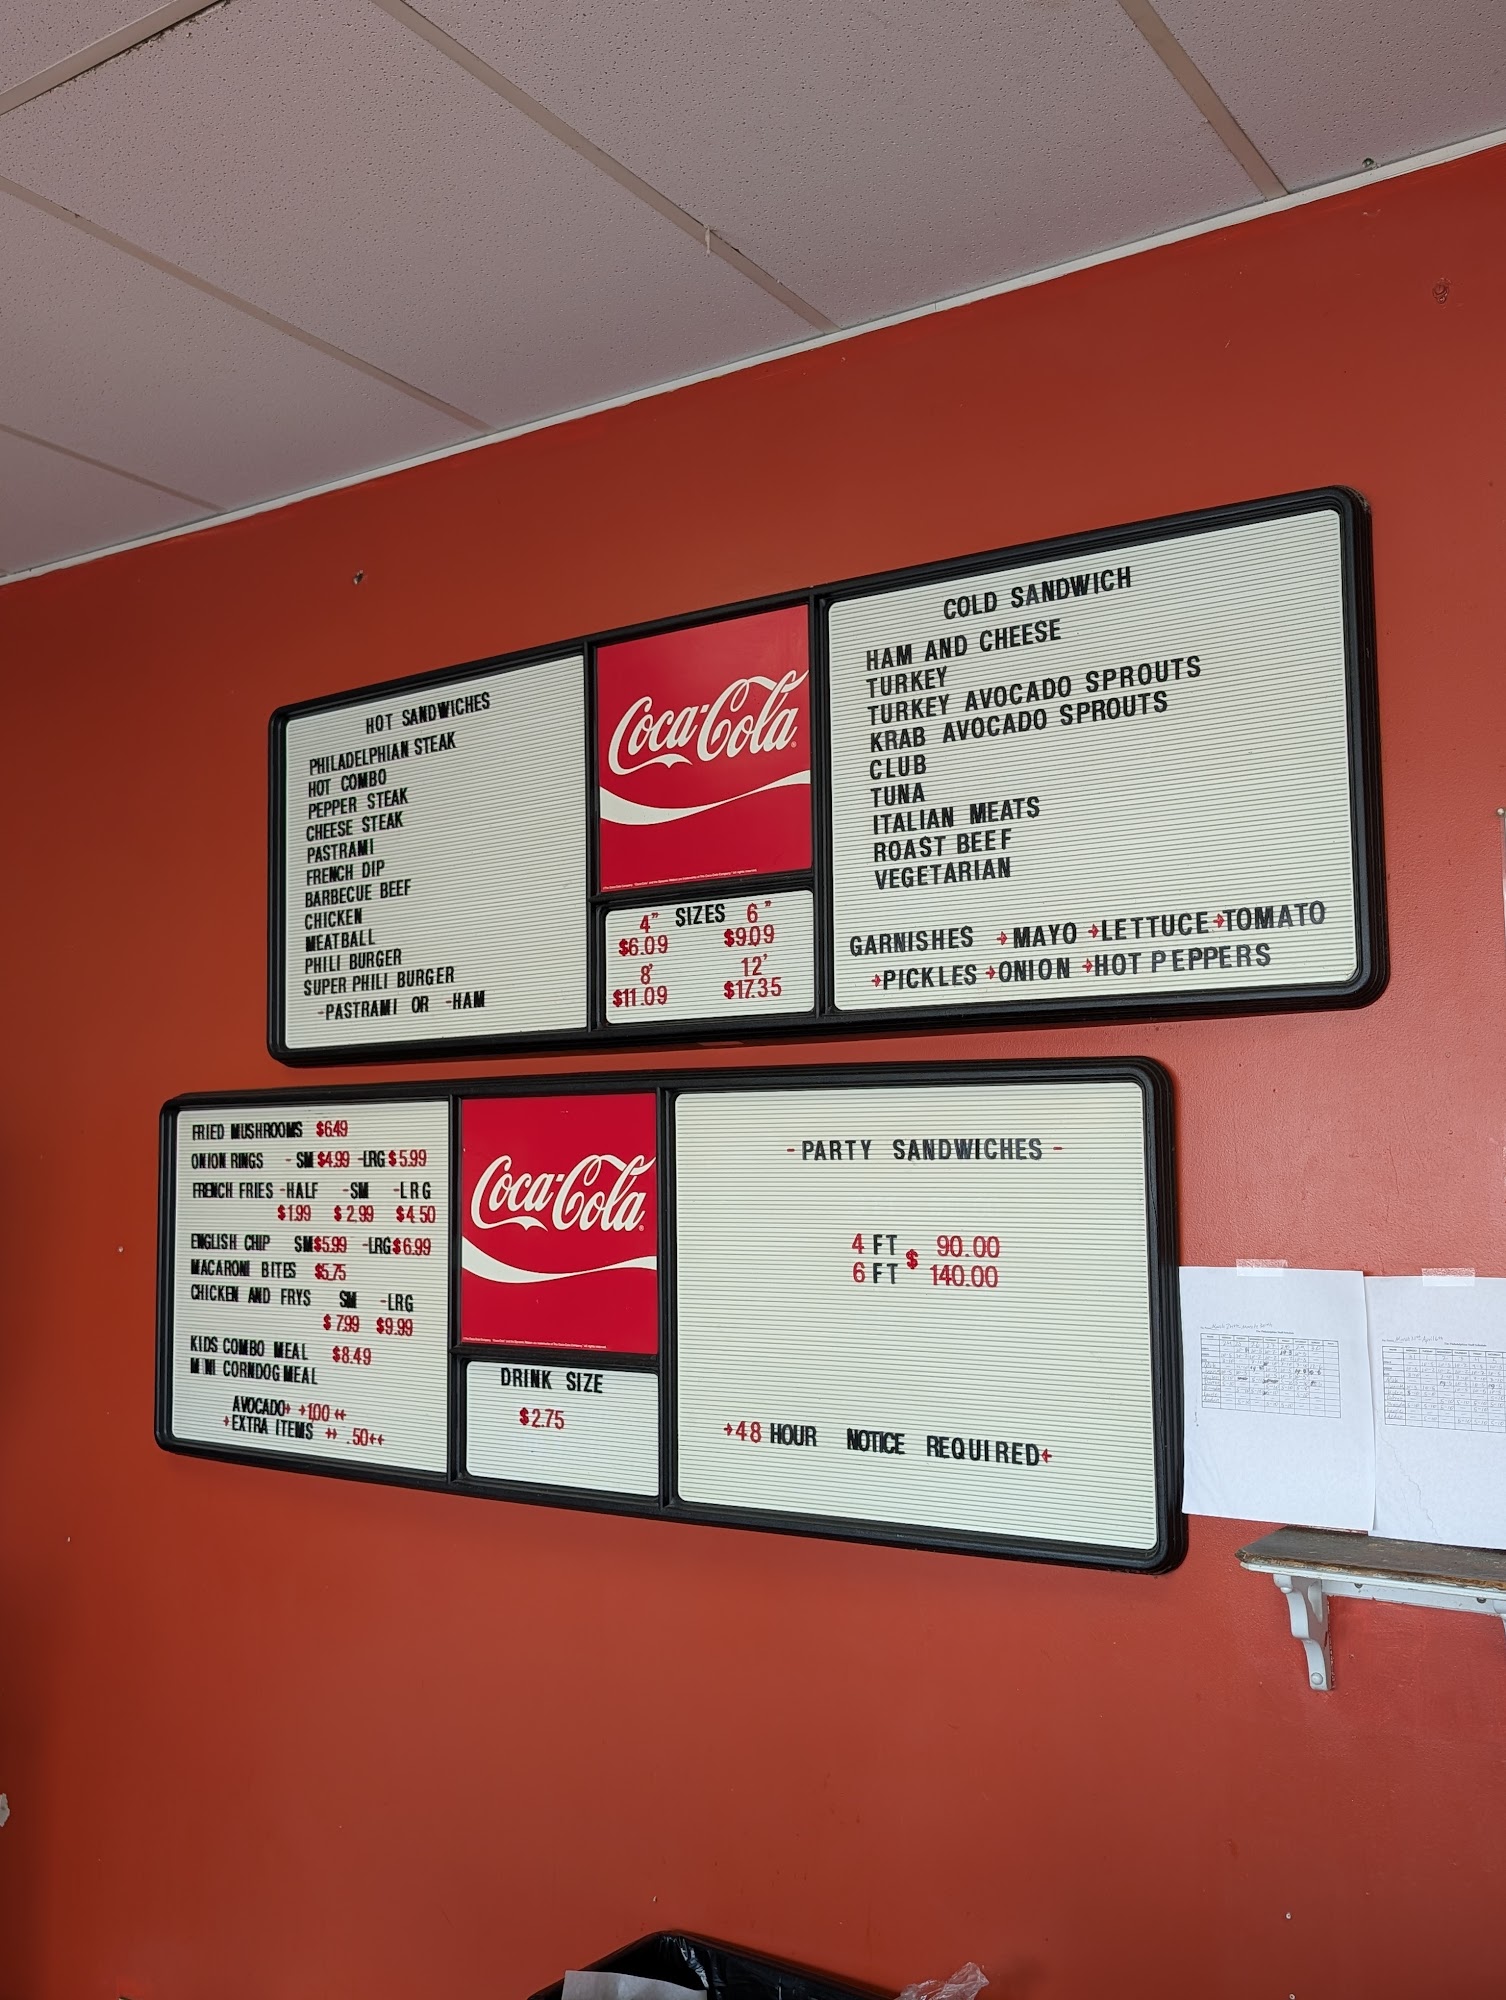 HOT SANDWICHES
PHILADELPHIAN STEAK
HOT COMBO
PEPPER STEAK
CHEESE STEAK
PASTRAMI
FRENCH DIP
BARBECUE BEEF
CHICKEN
MEATBALL
PHILI BURGER
SUPER PHILI BURGER
-PASTRAMI OR -HAM
Coca-Cola
4" SIZES 6"
$6.09 $9.09
8' 12'
$11.09 $17.35
COLD SANDWICH
HAM AND CHEESE
TURKEY
TURKEY AVOCADO SPROUTS
KRAB AVOCADO SPROUTS
CLUB
TUNA
ITALIAN MEATS
ROAST BEEF
VEGETARIAN
GARNISHES →MAYO →LETTUCE →TOMATO
→PICKLES →ONION →HOT PEPPERS
FRIED MUSHROOMS $6.49
ONION RINGS - SM $4.99 -LRG $5.99
FRENCH FRIES -HALF -SM -LRG
$1.99 $2.99 $4.50
ENGLISH CHIP SM $5.99 -LRG $6.99
MACARONI BITES $5.75
CHICKEN AND FRYS SM -LRG
$7.99 $9.99
KIDS COMBO MEAL $8.49
MINI CORNDOG MEAL
AVOCADO→ →1.00 ←←
→EXTRA ITEMS →→ .50 ←←
Coca-Cola
DRINK SIZE
$2.75
-PARTY SANDWICHES-
4 FT $ 90.00
6 FT 140.00
→48 HOUR NOTICE REQUIRED←